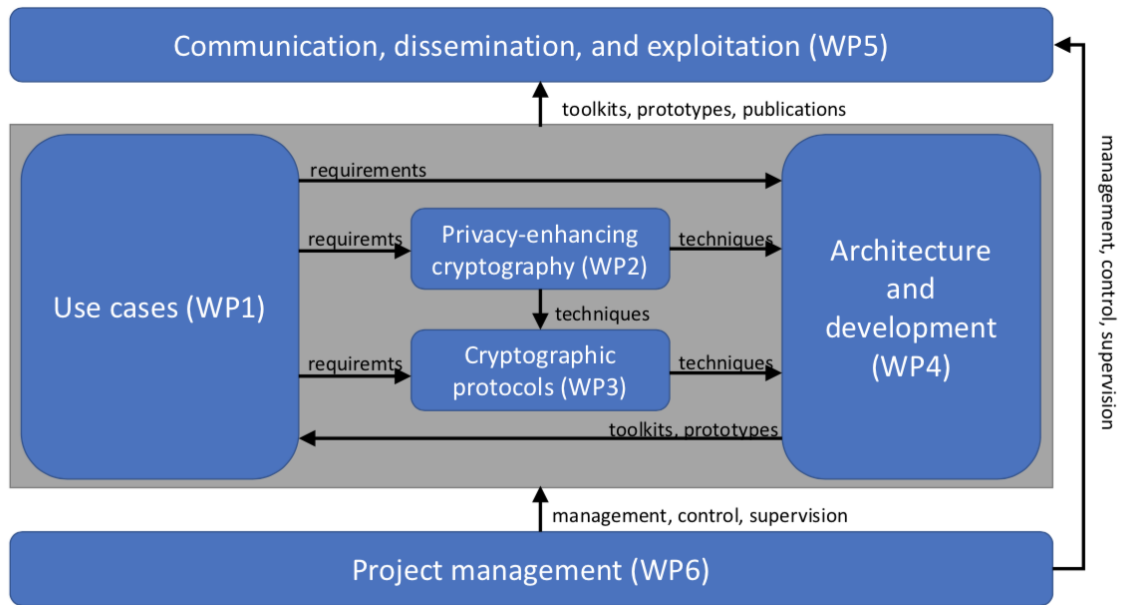 Communication, dissemination, and exploitation (WP5)
toolkits, prototypes, publications
Use cases (WP1)
requirements
requiremts
Privacy-enhancing
cryptography (WP2)
techniques
techniques
requiremts
Cryptographic
protocols (WP3)
techniques
toolkits, prototypes
Architecture
and
development
(WP4)
management, control, supervision
management, control, supervision
Project management (WP6)